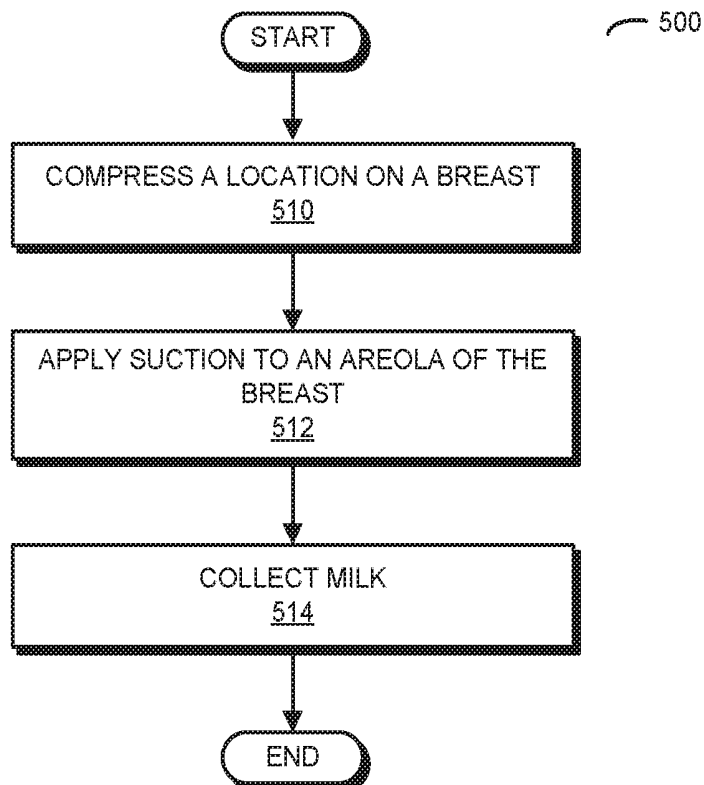 START
500
COMPRESS A LOCATION ON A BREAST
510
APPLY SUCTION TO AN AREOLA OF THE
BREAST
512
COLLECT MILK
514
END